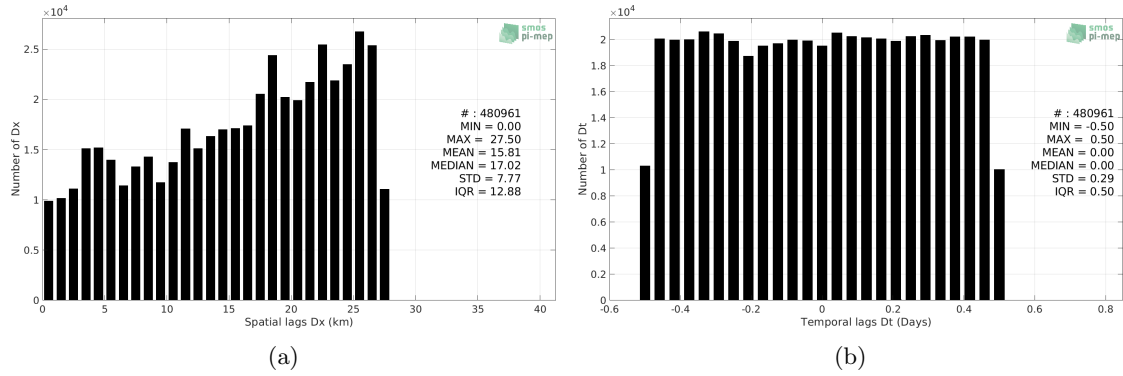 ×10⁴
2.5
2
1.5
1
0.5
0
Number of Dx
0 5 10 15 20 25 30 35 40
Spatial lags Dx (km)
smos
pi-mep
# : 480961
MIN = 0.00
MAX = 27.50
MEAN = 15.81
MEDIAN = 17.02
STD = 7.77
IQR = 12.88
(a)
×10⁴
2.2
2
1.8
1.6
1.4
1.2
1
0.8
0.6
0.4
0.2
0
Number of Dt
-0.6 -0.4 -0.2 0 0.2 0.4 0.6 0.8
Temporal lags Dt (Days)
smos
pi-mep
# : 480961
MIN = -0.50
MAX = 0.50
MEAN = 0.00
MEDIAN = 0.00
STD = 0.29
IQR = 0.50
(b)